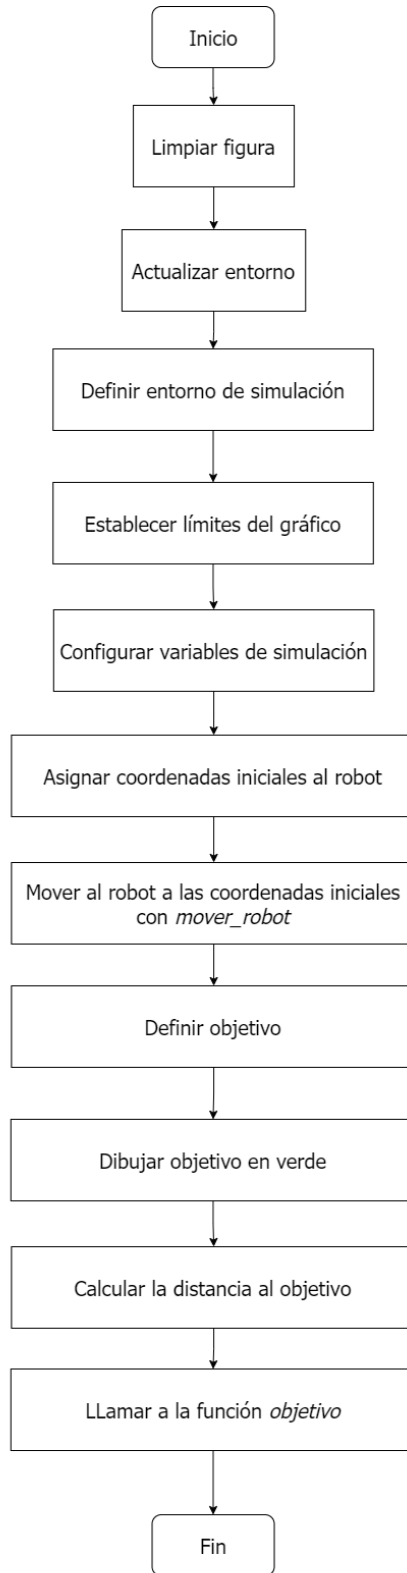 Inicio
Limpiar figura
Actualizar entorno
Definir entorno de simulación
Establecer límites del gráfico
Configurar variables de simulación
Asignar coordenadas iniciales al robot
Mover al robot a las coordenadas iniciales
con mover_robot
Definir objetivo
Dibujar objetivo en verde
Calcular la distancia al objetivo
LLamar a la función objetivo
Fin